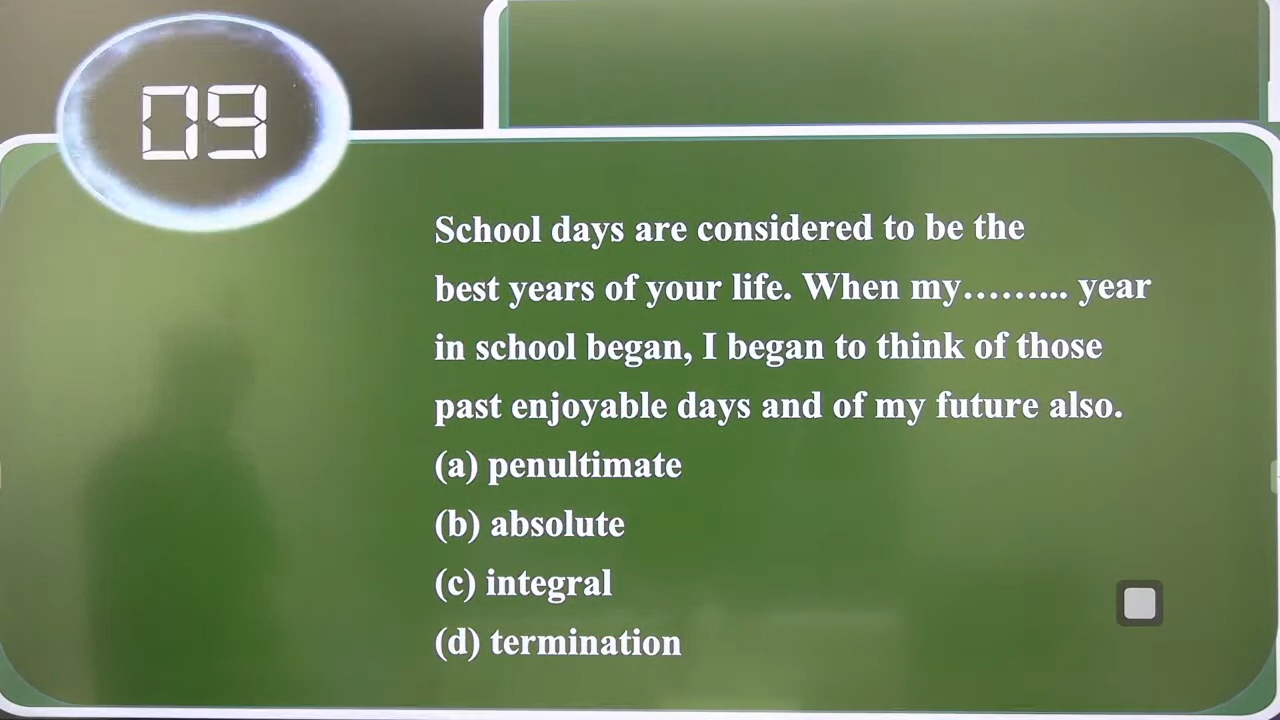 09
School days are considered to be the
best years of your life. When my……... year
in school began, I began to think of those
past enjoyable days and of my future also.
(a) penultimate
(b) absolute
(c) integral
(d) termination